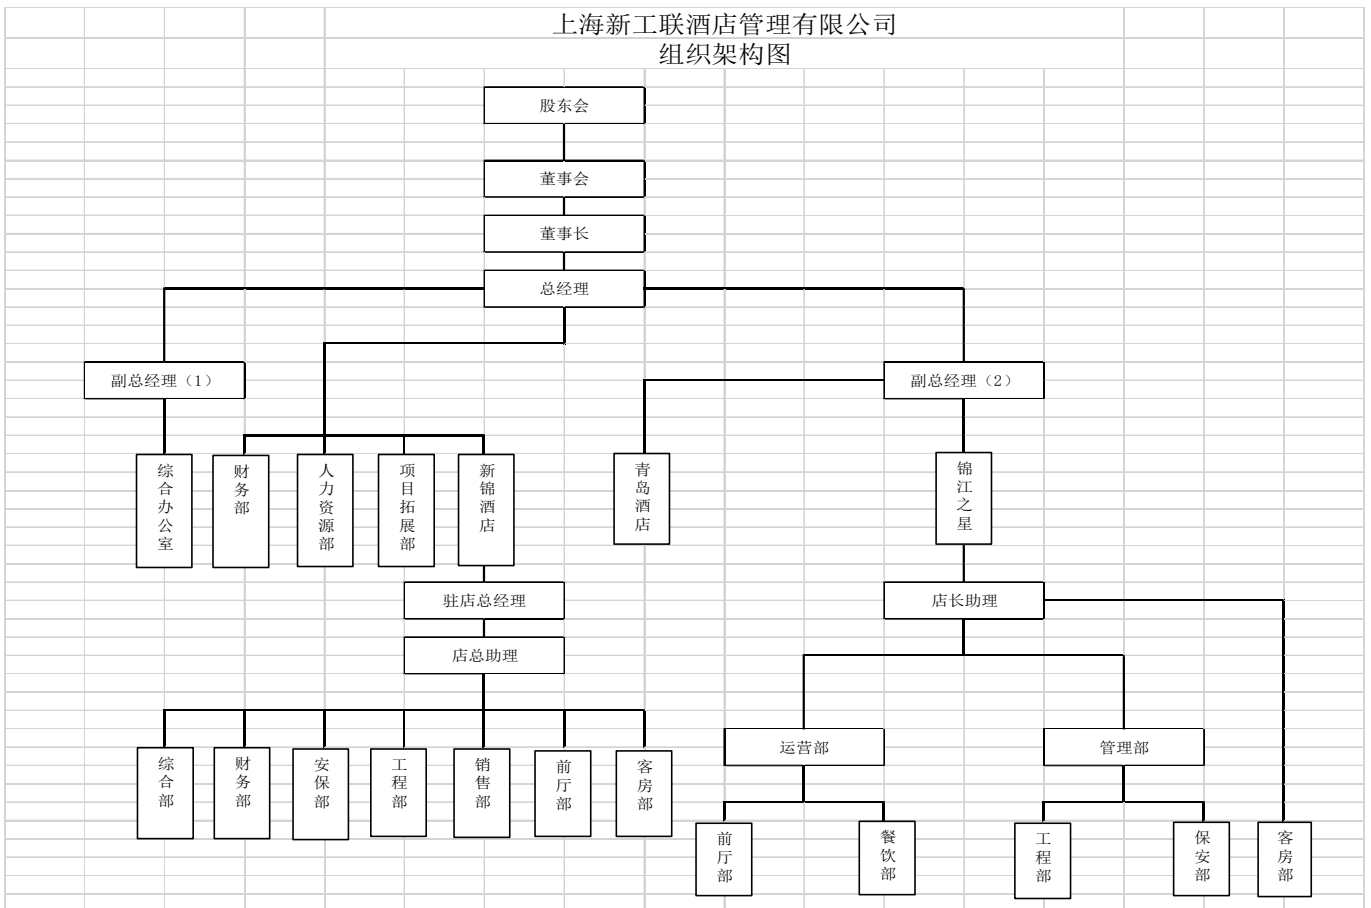 上海新工联酒店管理有限公司
组织架构图
股东会
董事会
董事长
总经理
副总经理（1）
副总经理（2）
综合办公室
财务部
人力资源部
项目拓展部
新锦酒店
青岛酒店
锦江之星
驻店总经理
店长助理
店总助理
运营部
管理部
综合部
财务部
安保部
工程部
销售部
前厅部
客房部
前厅部
餐饮部
工程部
保安部
客房部